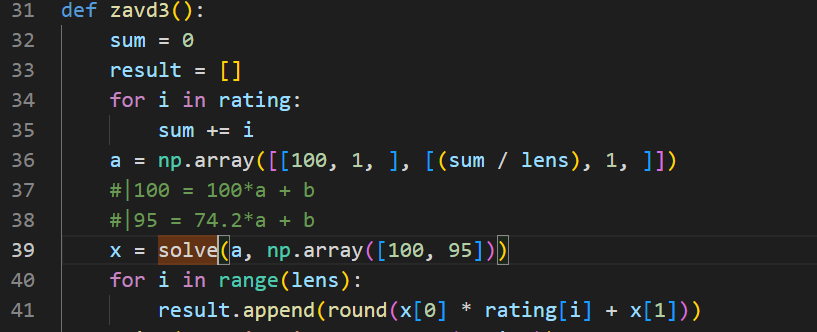 31 def zavd3():
32     sum = 0
33     result = []
34     for i in rating:
35         sum += i
36     a = np.array([[100, 1, ], [(sum / lens), 1, ]])
37     #|100 = 100*a + b
38     #|95 = 74.2*a + b
39     x = solve(a, np.array([100, 95]))
40     for i in range(lens):
41         result.append(round(x[0] * rating[i] + x[1]))